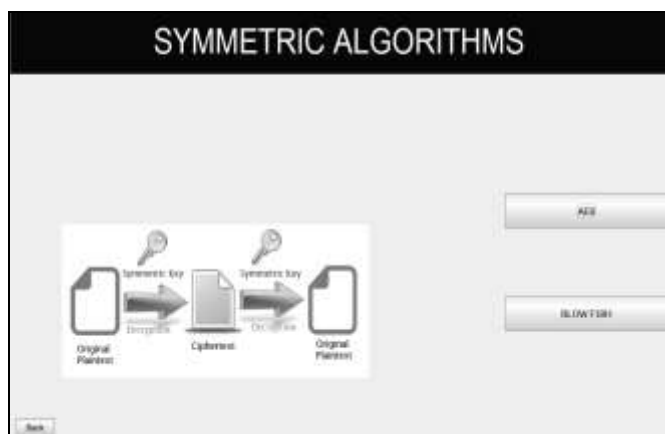 SYMMETRIC ALGORITHMS
AES
Symmetric Key
Symmetric Key
BLOWFISH
Ciphertext
Original
Plaintext
Original
Plaintext
Back